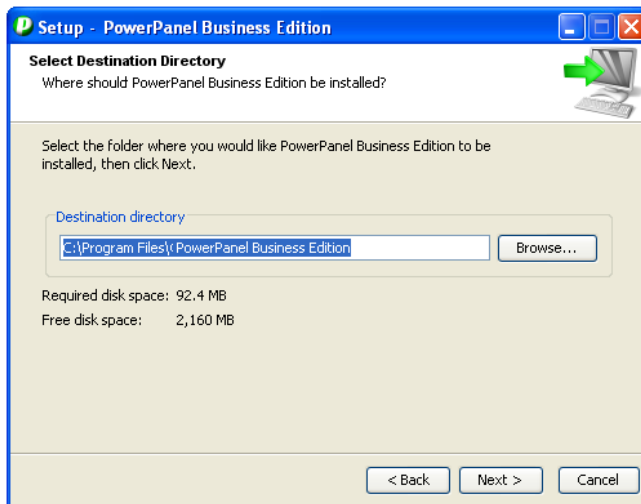 Setup - PowerPanel Business Edition
Select Destination Directory
Where should PowerPanel Business Edition be installed?
Select the folder where you would like PowerPanel Business Edition to be
installed, then click Next.
Destination directory
C:\Program Files\(PowerPanel Business Edition
Browse...
Required disk space: 92.4 MB
Free disk space: 2,160 MB
< Back
Next >
Cancel